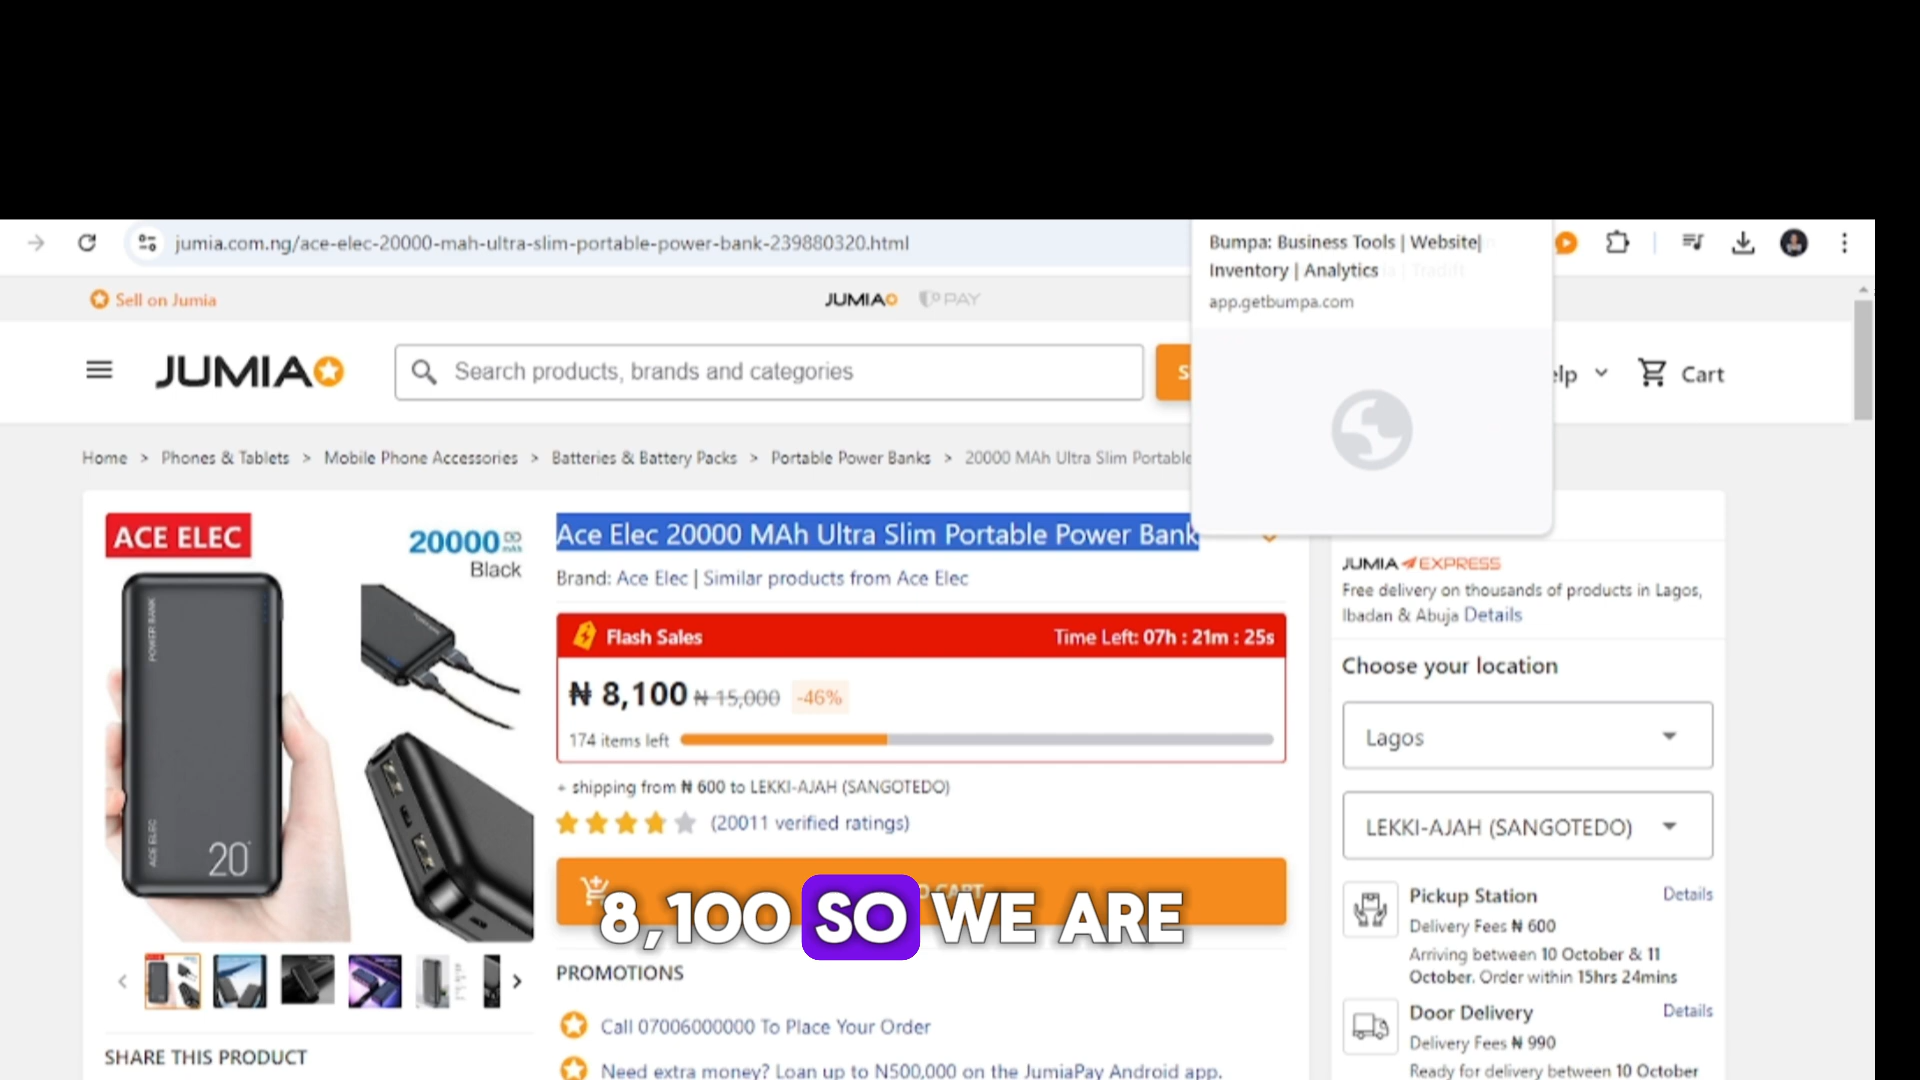 jumia.com.ng/ace-elec-20000-mah-ultra-slim-portable-power-bank-239880320.html
Bumpa: Business Tools | Website|
Inventory | Analytics
app.getbumpa.com
Sell on Jumia
JUMIA
PAY
JUMIA
Search products, brands and categories
S
elp
Cart
Home > Phones & Tablets > Mobile Phone Accessories > Batteries & Battery Packs > Portable Power Banks > 20000 MAh Ultra Slim Portable
ACE ELEC
20000
mAh
Black
POWER BANK
ACE ELEC
20
Ace Elec 20000 MAh Ultra Slim Portable Power Bank
Brand: Ace Elec | Similar products from Ace Elec
Flash Sales
Time Left: 07h : 21m : 25s
₦ 8,100 ₦ 15,000 -46%
174 items left
+ shipping from ₦ 600 to LEKKI-AJAH (SANGOTEDO)
(20011 verified ratings)
8,100 SO WE ARE
PROMOTIONS
Call 07006000000 To Place Your Order
Need extra money? Loan up to N500,000 on the JumiaPay Android app.
SHARE THIS PRODUCT
JUMIA EXPRESS
Free delivery on thousands of products in Lagos,
Ibadan & Abuja Details
Choose your location
Lagos
LEKKI-AJAH (SANGOTEDO)
Pickup Station
Details
Delivery Fees ₦ 600
Arriving between 10 October & 11
October. Order within 15hrs 24mins
Door Delivery
Details
Delivery Fees ₦ 990
Ready for delivery between 10 October